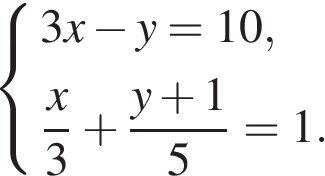 3x − y = 10,
x/3 + (y + 1)/5 = 1.